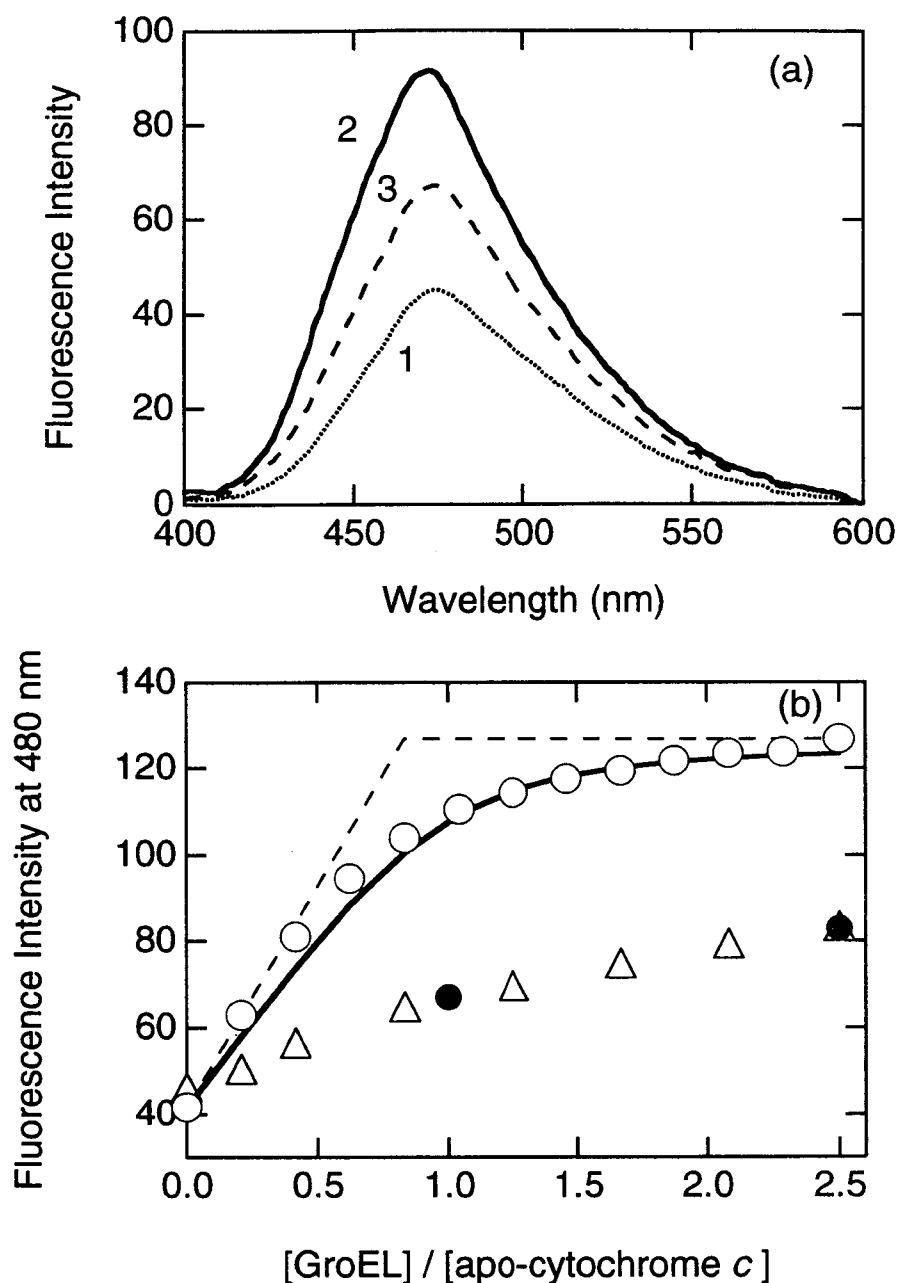 (a)
Fluorescence Intensity
100
80
60
40
20
0
2
3
1
400 450 500 550 600
Wavelength (nm)
(b)
Fluorescence Intensity at 480 nm
140
120
100
80
60
40
0.0 0.5 1.0 1.5 2.0 2.5
[GroEL] / [apo-cytochrome c ]